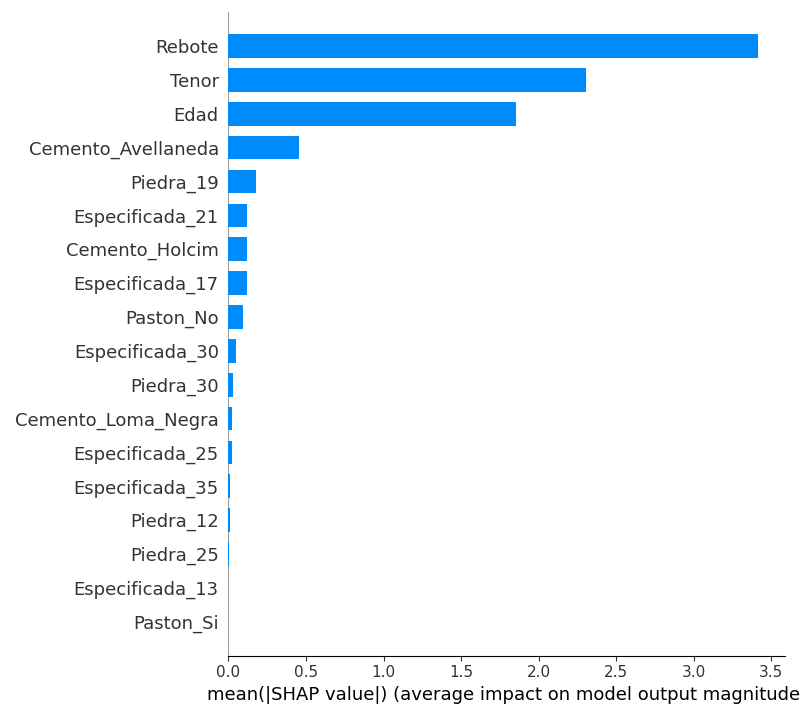 Rebote
Tenor
Edad
Cemento_Avellaneda
Piedra_19
Especificada_21
Cemento_Holcim
Especificada_17
Paston_No
Especificada_30
Piedra_30
Cemento_Loma_Negra
Especificada_25
Especificada_35
Piedra_12
Piedra_25
Especificada_13
Paston_Si
0.0 0.5 1.0 1.5 2.0 2.5 3.0 3.5
mean(|SHAP value|) (average impact on model output magnitude